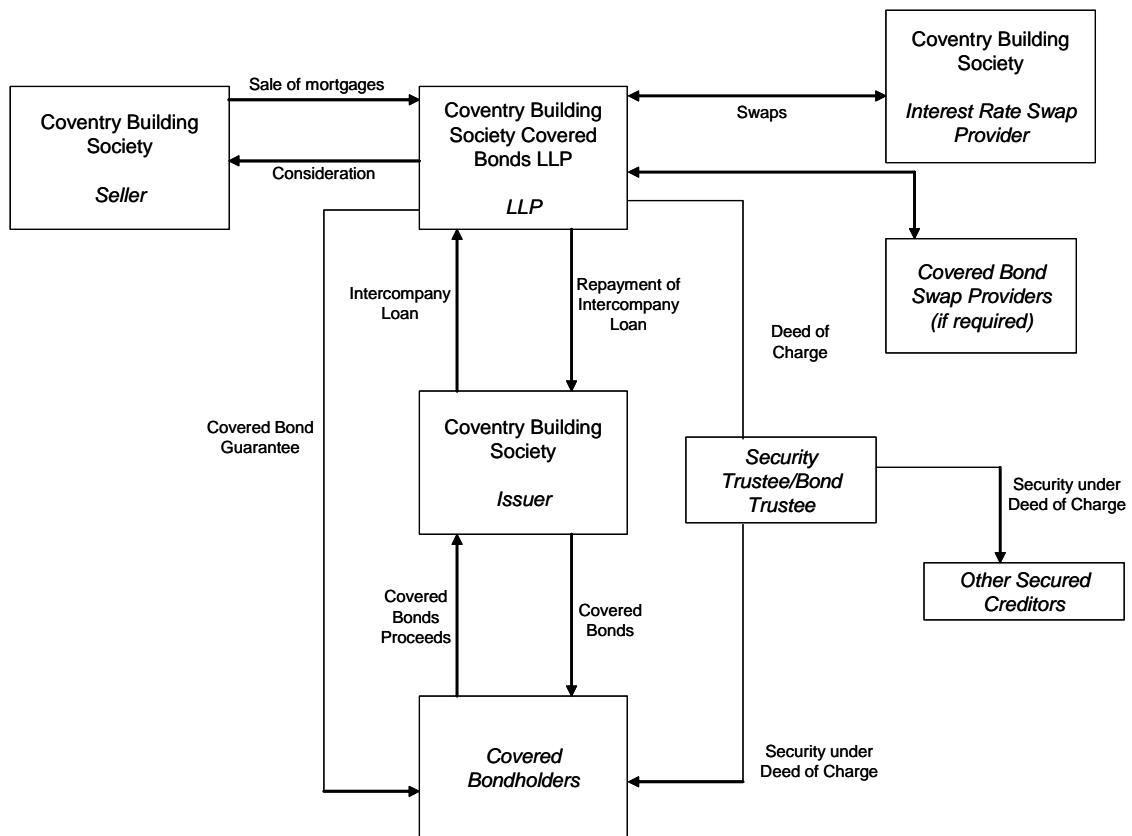 Coventry Building
Society
Interest Rate Swap
Provider
Sale of mortgages
Coventry Building
Society
Seller
Consideration
Coventry Building
Society Covered
Bonds LLP
LLP
Swaps
Covered Bond
Swap Providers
(if required)
Intercompany
Loan
Repayment of
Intercompany
Loan
Deed of
Charge
Covered Bond
Guarantee
Coventry Building
Society
Issuer
Security
Trustee/Bond
Trustee
Security under
Deed of Charge
Other Secured
Creditors
Covered
Bonds
Proceeds
Covered
Bonds
Covered
Bondholders
Security under
Deed of Charge